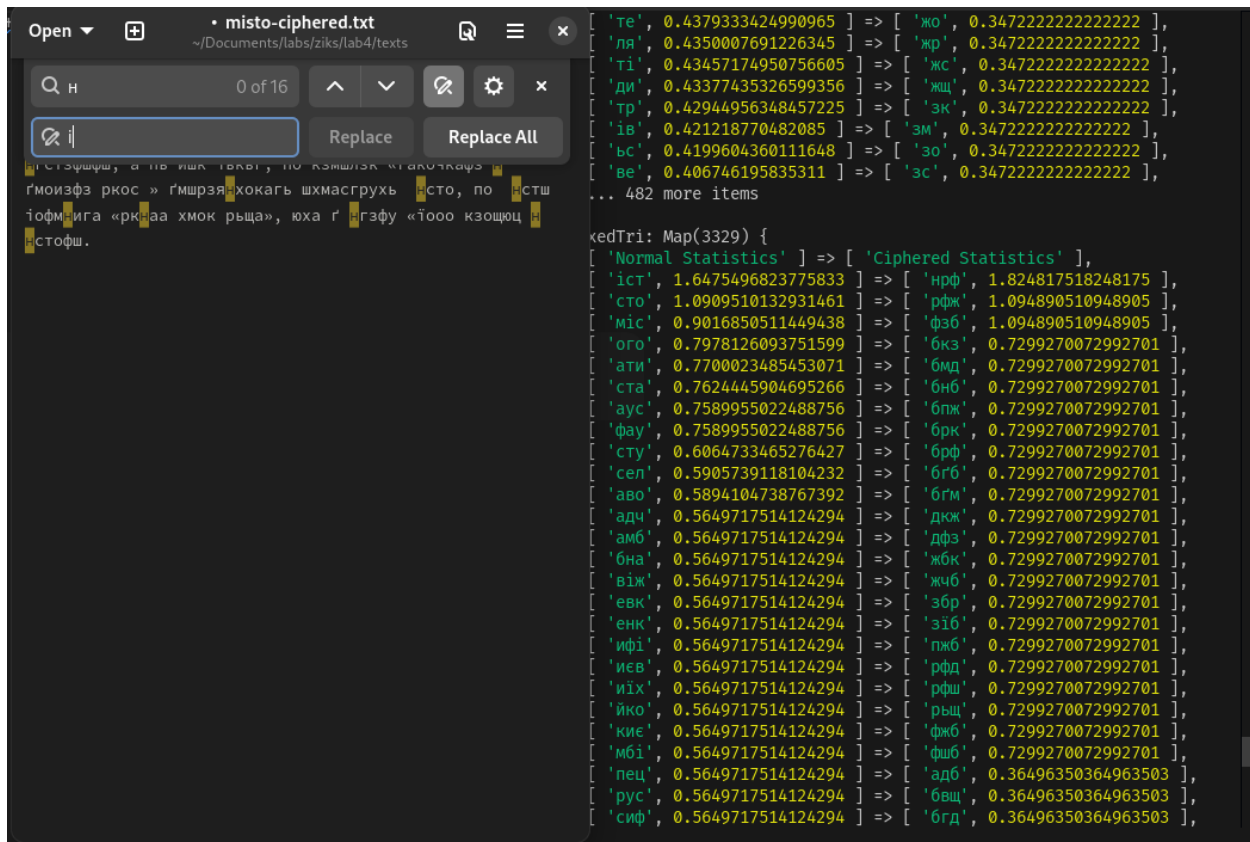 Open
• misto-ciphered.txt
~/Documents/labs/ziks/lab4/texts
н
0 of 16
і
Replace
Replace All
ґмоизфз ркос » ґмшрзянхокагь шхмасгрухь нсто, по нстш
іофмнига «ркнаа хмок рьща», юха ґ нгзфу «їооо кзощюц н
нстофш.
[ 'те', 0.4379333424990965 ] => [ 'жо', 0.3472222222222222 ],
[ 'ля', 0.4350007691226345 ] => [ 'жр', 0.3472222222222222 ],
[ 'ті', 0.43457174950756605 ] => [ 'жс', 0.3472222222222222 ],
[ 'ди', 0.43377435326599356 ] => [ 'жщ', 0.3472222222222222 ],
[ 'тр', 0.42944956348457225 ] => [ 'зк', 0.3472222222222222 ],
[ 'ів', 0.421218770482085 ] => [ 'зм', 0.3472222222222222 ],
[ 'ьс', 0.4199604360111648 ] => [ 'зо', 0.3472222222222222 ],
[ 'ве', 0.406746195835311 ] => [ 'зс', 0.3472222222222222 ],
... 482 more items
xedTri: Map(3329) {
[ 'Normal Statistics' ] => [ 'Ciphered Statistics' ],
[ 'іст', 1.6475496823775833 ] => [ 'нрф', 1.824817518248175 ],
[ 'сто', 1.0909510132931461 ] => [ 'рфж', 1.094890510948905 ],
[ 'міс', 0.9016850511449438 ] => [ 'фзб', 1.094890510948905 ],
[ 'ого', 0.7978126093751599 ] => [ 'бкз', 0.7299270072992701 ],
[ 'ати', 0.7700023485453071 ] => [ 'бмд', 0.7299270072992701 ],
[ 'ста', 0.7624445904695266 ] => [ 'бнб', 0.7299270072992701 ],
[ 'аус', 0.7589955022488756 ] => [ 'бпж', 0.7299270072992701 ],
[ 'фау', 0.7589955022488756 ] => [ 'брк', 0.7299270072992701 ],
[ 'сту', 0.6064733465276427 ] => [ 'брф', 0.7299270072992701 ],
[ 'сел', 0.5905739118104232 ] => [ 'бґб', 0.7299270072992701 ],
[ 'аво', 0.5894104738767392 ] => [ 'бґм', 0.7299270072992701 ],
[ 'адч', 0.5649717514124294 ] => [ 'дкж', 0.7299270072992701 ],
[ 'амб', 0.5649717514124294 ] => [ 'дфз', 0.7299270072992701 ],
[ 'бна', 0.5649717514124294 ] => [ 'жбк', 0.7299270072992701 ],
[ 'віж', 0.5649717514124294 ] => [ 'жчб', 0.7299270072992701 ],
[ 'евк', 0.5649717514124294 ] => [ 'збр', 0.7299270072992701 ],
[ 'енк', 0.5649717514124294 ] => [ 'зїб', 0.7299270072992701 ],
[ 'ифі', 0.5649717514124294 ] => [ 'пжб', 0.7299270072992701 ],
[ 'иєв', 0.5649717514124294 ] => [ 'рфд', 0.7299270072992701 ],
[ 'иїх', 0.5649717514124294 ] => [ 'рфш', 0.7299270072992701 ],
[ 'йко', 0.5649717514124294 ] => [ 'рьщ', 0.7299270072992701 ],
[ 'киє', 0.5649717514124294 ] => [ 'фжб', 0.7299270072992701 ],
[ 'мбі', 0.5649717514124294 ] => [ 'фшб', 0.7299270072992701 ],
[ 'пец', 0.5649717514124294 ] => [ 'адб', 0.36496350364963503 ],
[ 'рус', 0.5649717514124294 ] => [ 'бвщ', 0.36496350364963503 ],
[ 'сиф', 0.5649717514124294 ] => [ 'бгд', 0.36496350364963503 ],